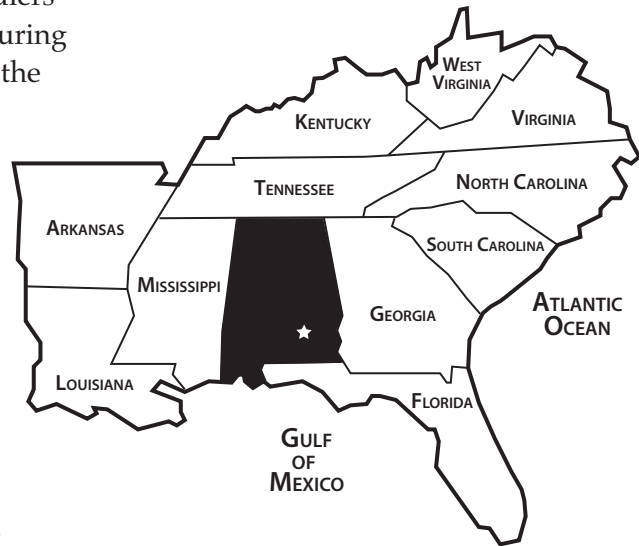 uring
the
WEST
VIRGINIA
KENTUCKY
VIRGINIA
TENNESSEE
NORTH CAROLINA
ARKANSAS
SOUTH CAROLINA
MISSISSIPPI
GEORGIA
ATLANTIC
OCEAN
LOUISIANA
FLORIDA
GULF
OF
MEXICO